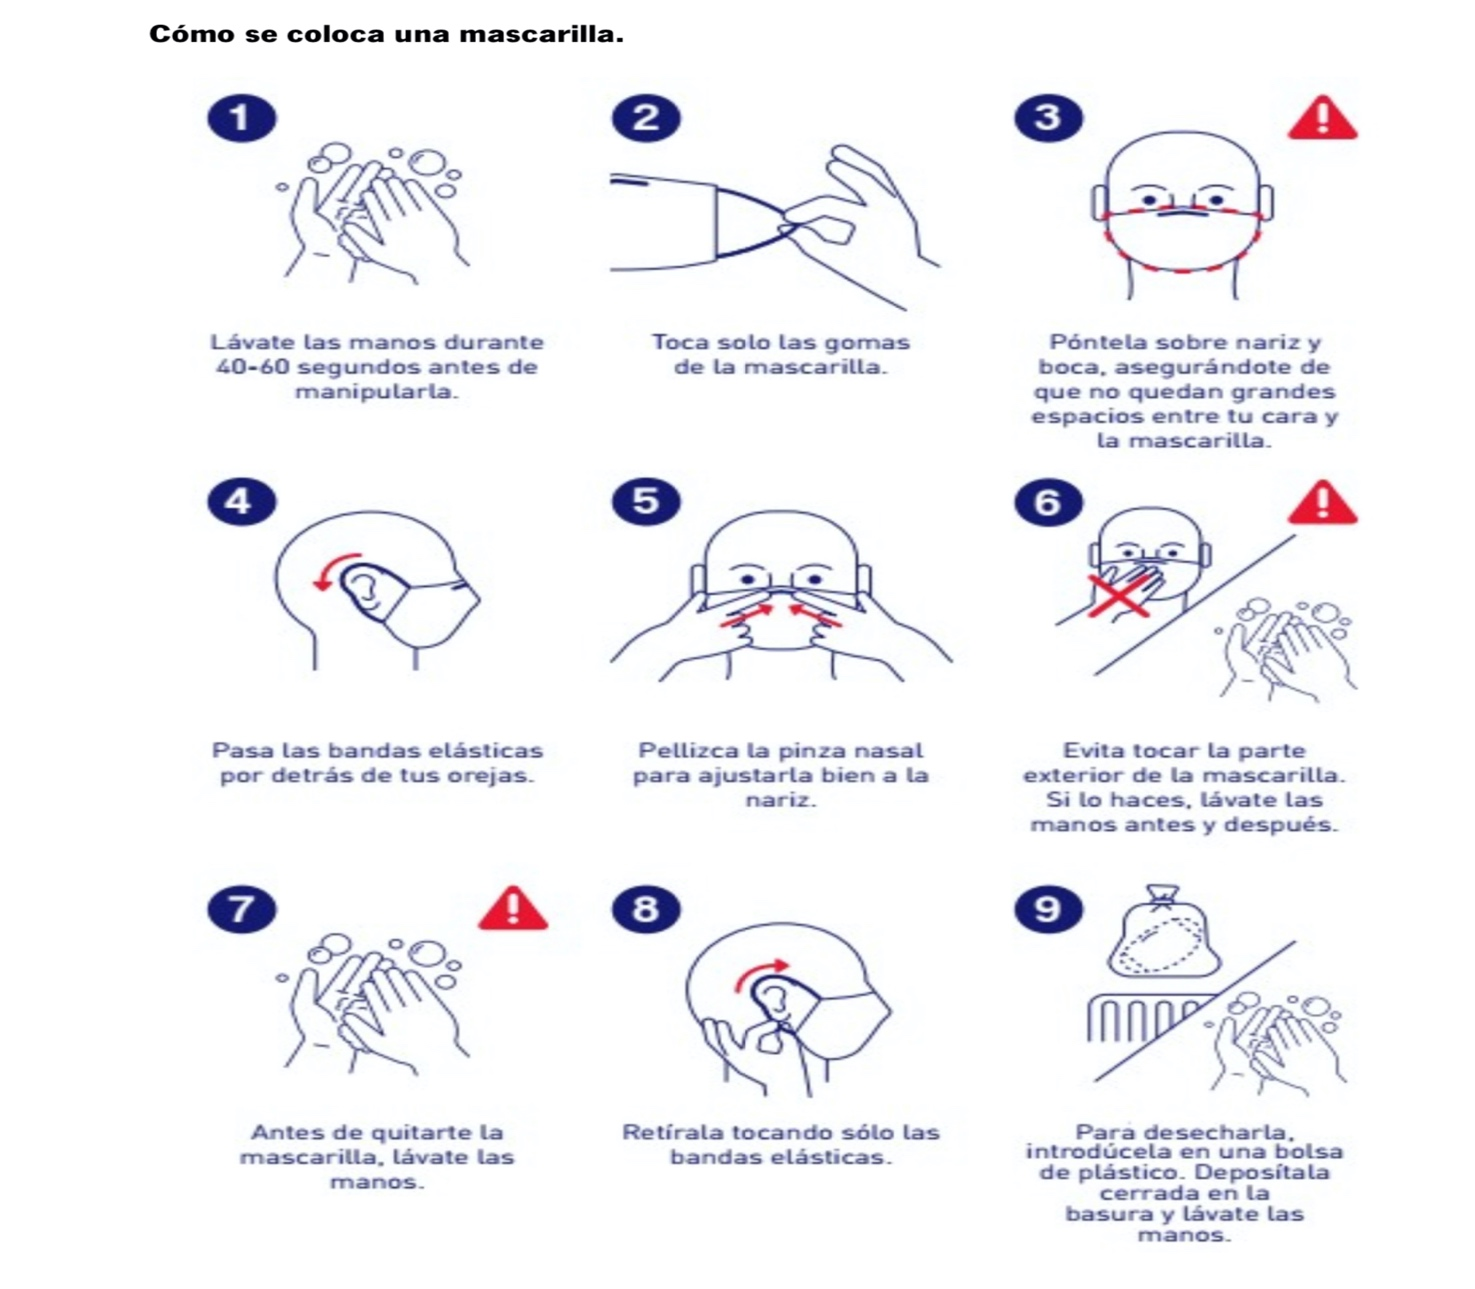 Cómo se coloca una mascarilla.
1
Lávate las manos durante
40-60 segundos antes de
manipularla.
2
Toca solo las gomas
de la mascarilla.
3
!
Póntela sobre nariz y
boca, asegurándote de
que no quedan grandes
espacios entre tu cara y
la mascarilla.
4
Pasa las bandas elásticas
por detrás de tus orejas.
5
Pellizca la pinza nasal
para ajustarla bien a la
nariz.
6
!
Evita tocar la parte
exterior de la mascarilla.
Si lo haces, lávate las
manos antes y después.
7
!
Antes de quitarte la
mascarilla, lávate las
manos.
8
Retírala tocando sólo las
bandas elásticas.
9
Para desecharla,
introdúcela en una bolsa
de plástico. Deposítala
cerrada en la
basura y lávate las
manos.